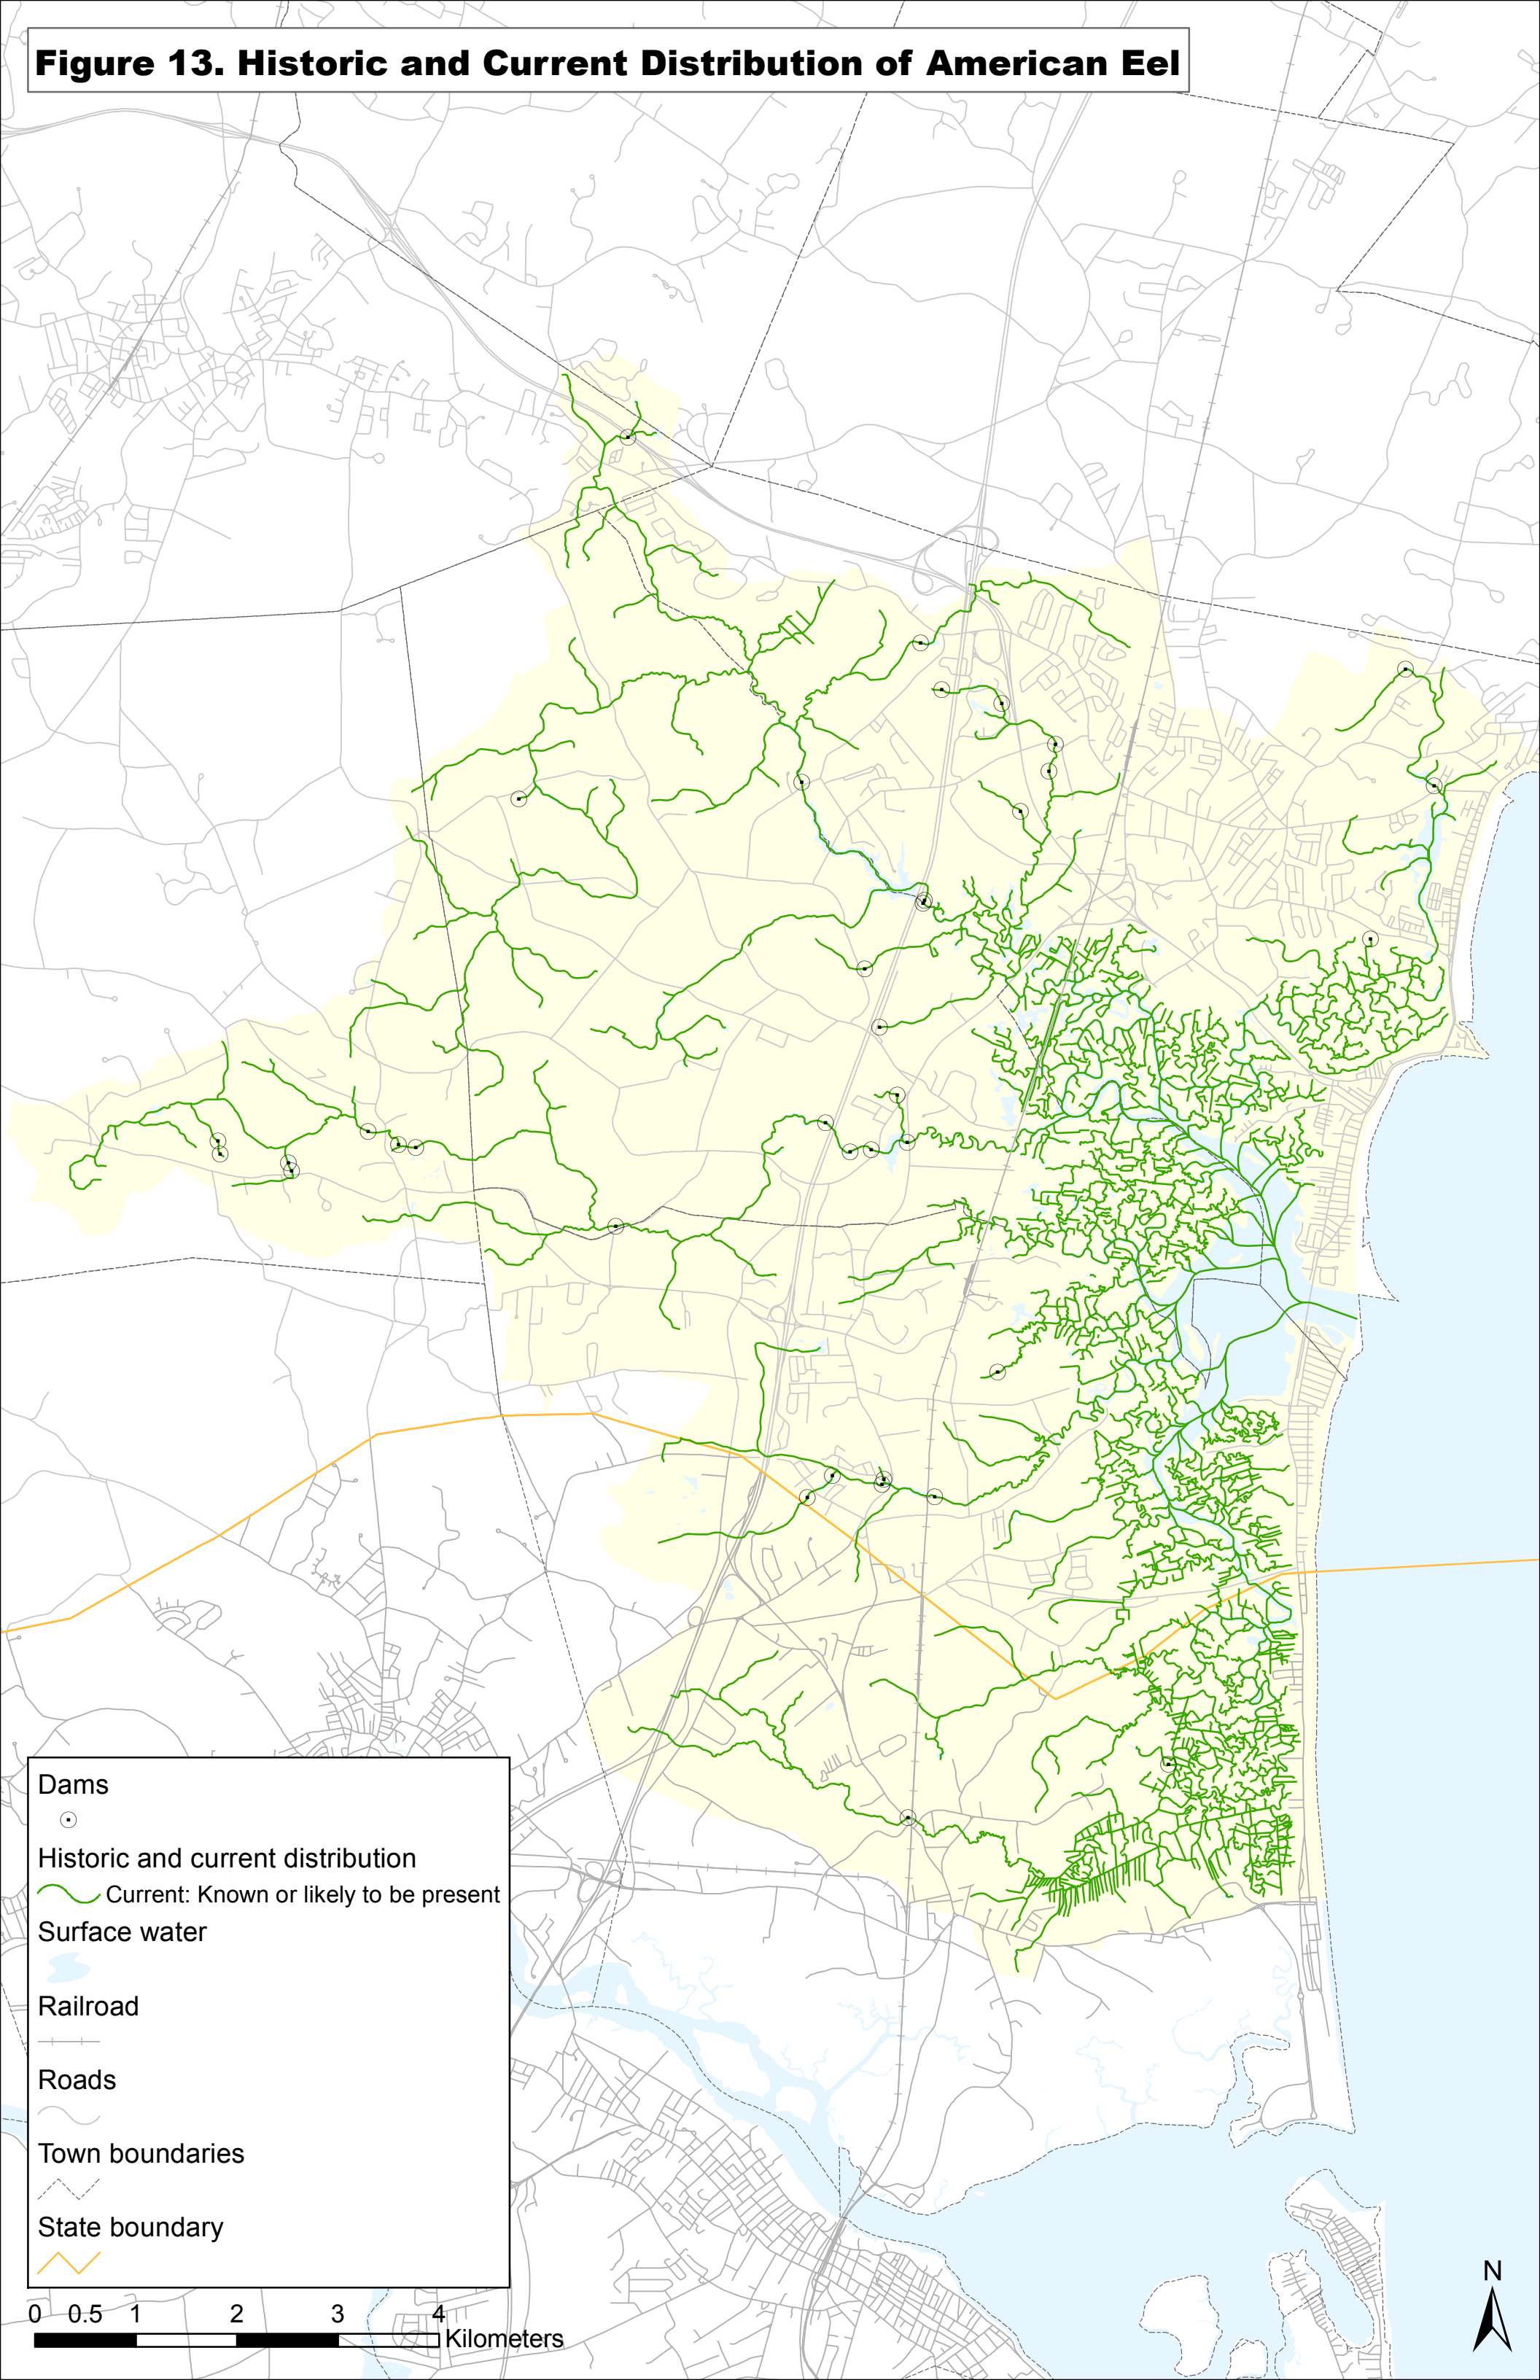 Figure 13. Historic and Current Distribution of American Eel
Dams
Historic and current distribution
Current: Known or likely to be present
Surface water
Railroad
Roads
Town boundaries
State boundary
0 0.5 1 2 3 4
Kilometers
N